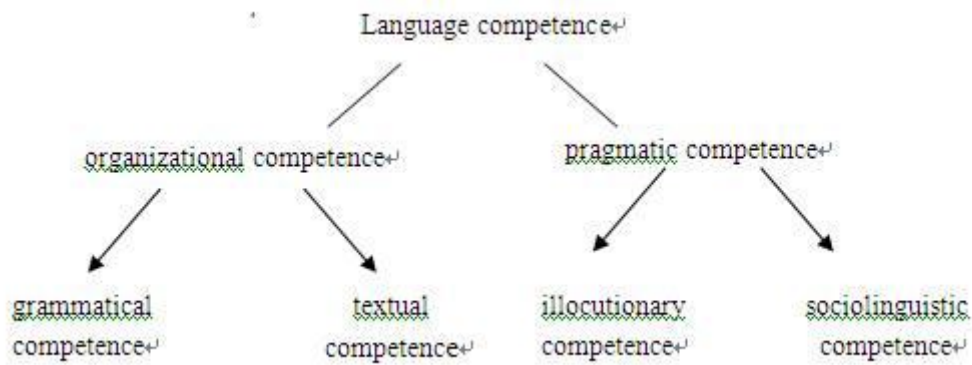 Language competence↵
organizational competence↵
pragmatic competence↵
grammatical
competence↵
textual
competence↵
illocutionary
competence↵
sociolinguistic
competence↵